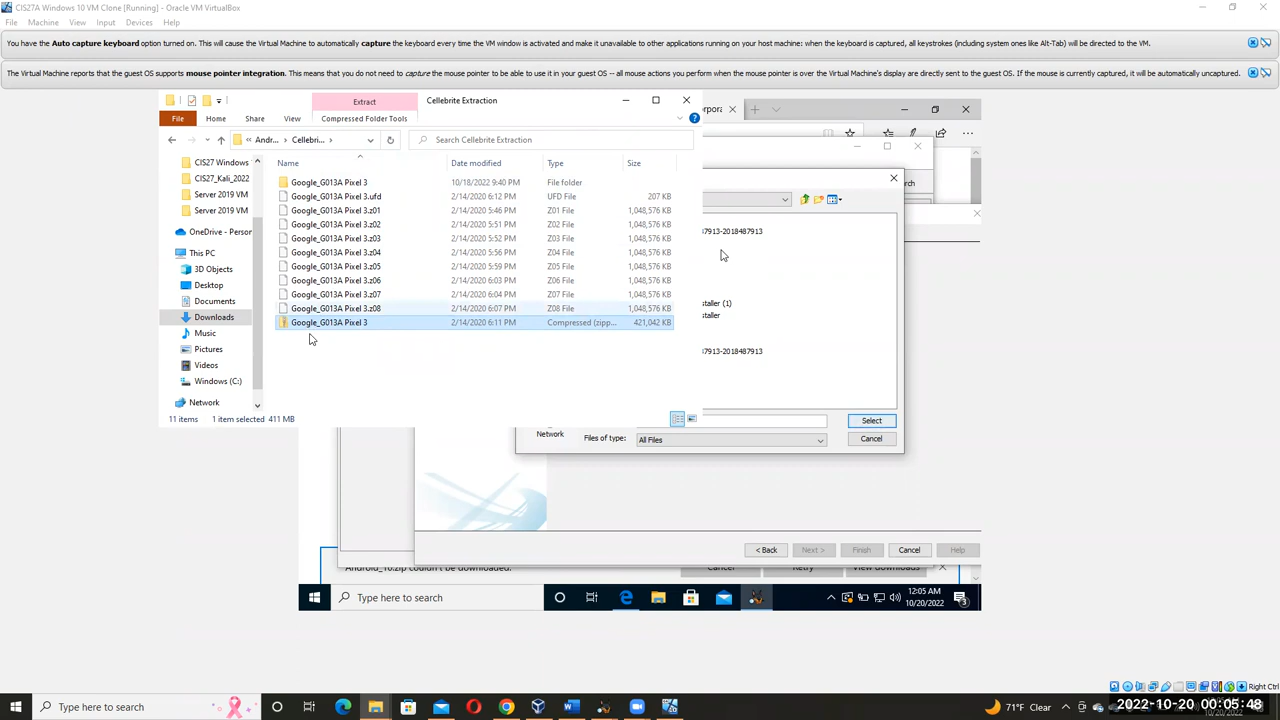 CIS27A Windows 10 VM Clone [Running] - Oracle VM VirtualBox
File Machine View Input Devices Help
You have the Auto capture keyboard option turned on. This will cause the Virtual Machine to automatically capture the keyboard every time the VM window is activated and make it unavailable to other applications running on your host machine: when the keyboard is captured, all keystrokes (including system ones like Alt-Tab) will be directed to the VM.
The Virtual Machine reports that the guest OS supports mouse pointer integration. This means that you do not need to capture the mouse pointer to be able to use it in your guest OS -- all mouse actions you perform when the mouse pointer is over the Virtual Machine's display are directly sent to the guest OS. If the mouse is currently captured, it will be automatically uncaptured.
Extract Cellebrite Extraction
File Home Share View Compressed Folder Tools
« Andr... > Cellebri... > Search Cellebrite Extraction
Name Date modified Type Size
CIS27 Windows
CIS27_Kali_2022
Server 2019 VM
Server 2019 VM
OneDrive - Person
This PC
3D Objects
Desktop
Documents
Downloads
Music
Pictures
Videos
Windows (C:)
Network
Google_G013A Pixel 3 10/18/2022 9:40 PM File folder
Google_G013A Pixel 3.ufd 2/14/2020 6:12 PM UFD File 207 KB
Google_G013A Pixel 3.z01 2/14/2020 5:46 PM Z01 File 1,048,576 KB
Google_G013A Pixel 3.z02 2/14/2020 5:51 PM Z02 File 1,048,576 KB
Google_G013A Pixel 3.z03 2/14/2020 5:52 PM Z03 File 1,048,576 KB
Google_G013A Pixel 3.z04 2/14/2020 5:56 PM Z04 File 1,048,576 KB
Google_G013A Pixel 3.z05 2/14/2020 5:59 PM Z05 File 1,048,576 KB
Google_G013A Pixel 3.z06 2/14/2020 6:03 PM Z06 File 1,048,576 KB
Google_G013A Pixel 3.z07 2/14/2020 6:04 PM Z07 File 1,048,576 KB
Google_G013A Pixel 3.z08 2/14/2020 6:07 PM Z08 File 1,048,576 KB
Google_G013A Pixel 3 2/14/2020 6:11 PM Compressed (zipp... 421,042 KB
11 items 1 item selected 411 MB
orpora
rch
37913-2018487913
staller (1)
staller
37913-2018487913
Select
Network Files of type: All Files Cancel
< Back Next > Finish Cancel Help
Android_10.zip couldn't be downloaded. Cancel Retry View downloads
Type here to search
12:05 AM
10/20/2022
3
Right Ctrl
Type here to search
71°F Clear
2022-10-20 00:05:48